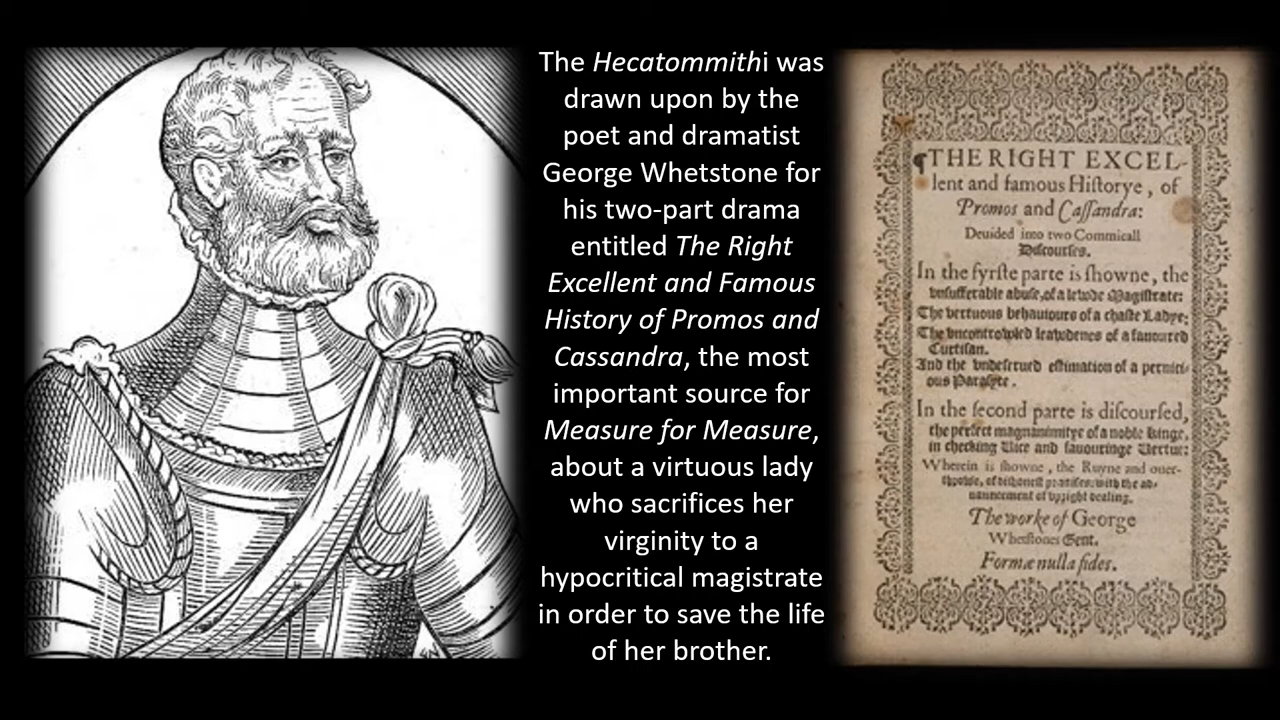 The Hecatommithi was
drawn upon by the
poet and dramatist
George Whetstone for
his two-part drama
entitled The Right
Excellent and Famous
History of Promos and
Cassandra, the most
important source for
Measure for Measure,
about a virtuous lady
who sacrifices her
virginity to a
hypocritical magistrate
in order to save the life
of her brother.
¶THE RIGHT EXCEL-
lent and famous Hiſtorye, of
Promos and Caſſandra:
Deuided into two Commicall
Diſcourſes.
In the fyrſte parte is ſhowne, the
vnſufferable abuſe, of a lewde Magiſtrate:
The vertuous behauiours of a chaſte Ladye:
The vncontrowled leawdenes of a fauoured
Curtiſan.
And the vndeſerued eſtimation of a pernici-
ous Paraſyte.
In the ſecond parte is diſcourſed,
the perfect magnanimitye of a noble kinge,
in checking Vice and fauouringe Vertue:
Wherein is ſhowne, the Ruyne and ouer-
throwe, of diſhoneſt practiſes: with the ad-
uauncement of vpright dealing.
The worke of George
Whetſtones Gent.
Formæ nulla fides.